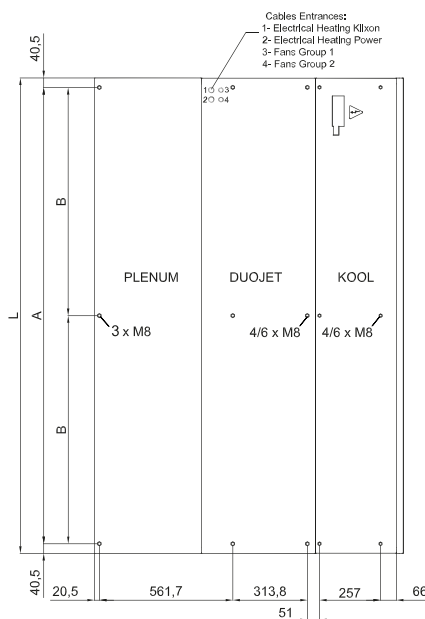 Cables Entrances:
1- Electrical Heating Klixon
2- Electrical Heating Power
3- Fans Group 1
4- Fans Group 2
40,5
1 3
2 4
B
PLENUM DUOJET KOOL
L
A
3 x M8 4/6 x M8 4/6 x M8
B
40,5
20,5 561,7 313,8 257 66
51